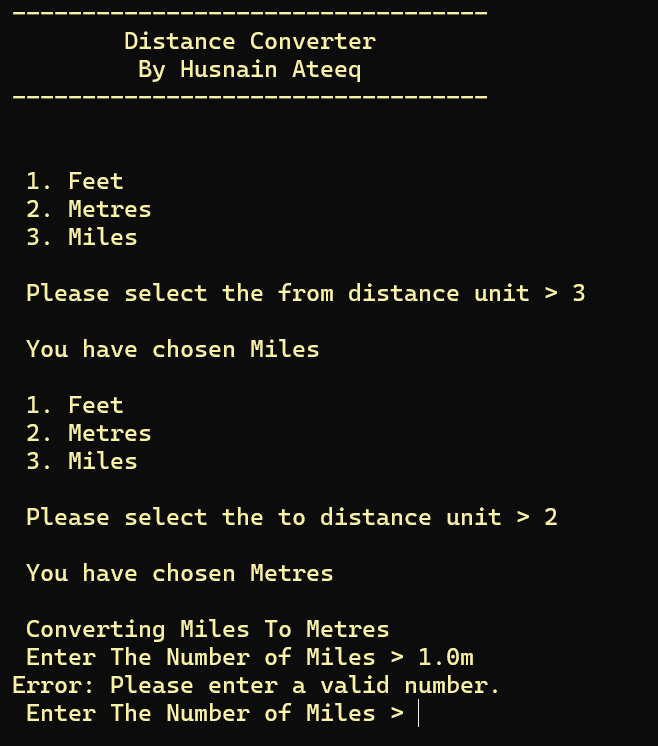 ----------------------------------
Distance Converter
By Husnain Ateeq
----------------------------------
1. Feet
2. Metres
3. Miles
Please select the from distance unit > 3
You have chosen Miles
1. Feet
2. Metres
3. Miles
Please select the to distance unit > 2
You have chosen Metres
Converting Miles To Metres
Enter The Number of Miles > 1.0m
Error: Please enter a valid number.
Enter The Number of Miles >